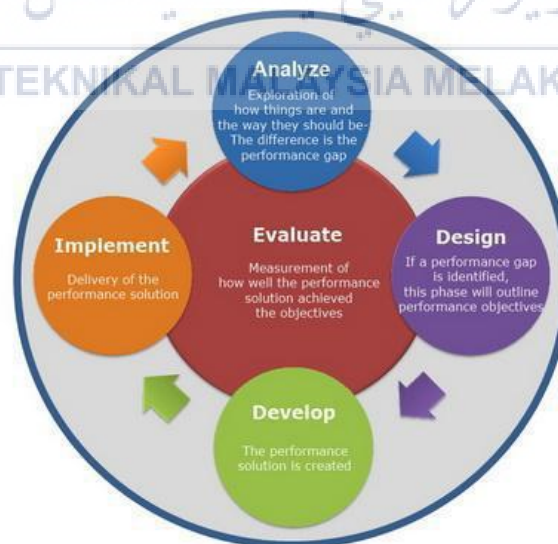 TEKNIKAL MALAYSIA MELAK
Analyze
Exploration of
how things are and
the way they should be-
The difference is the
performance gap
Implement
Delivery of the
performance solution
Evaluate
Measurement of
how well the performance
solution achieved
the objectives
Design
If a performance gap
is identified,
this phase will outline
performance objectives
Develop
The performance
solution is created